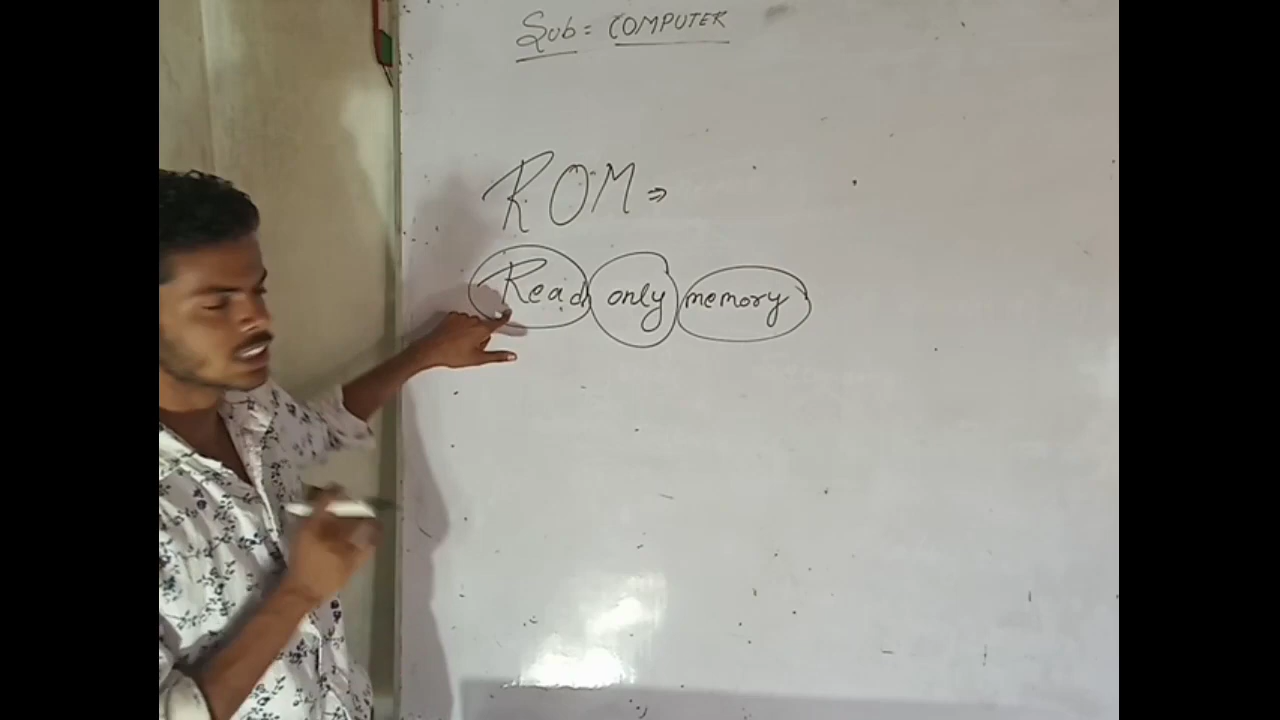 Sub = COMPUTER
ROM ⇒
Read only memory